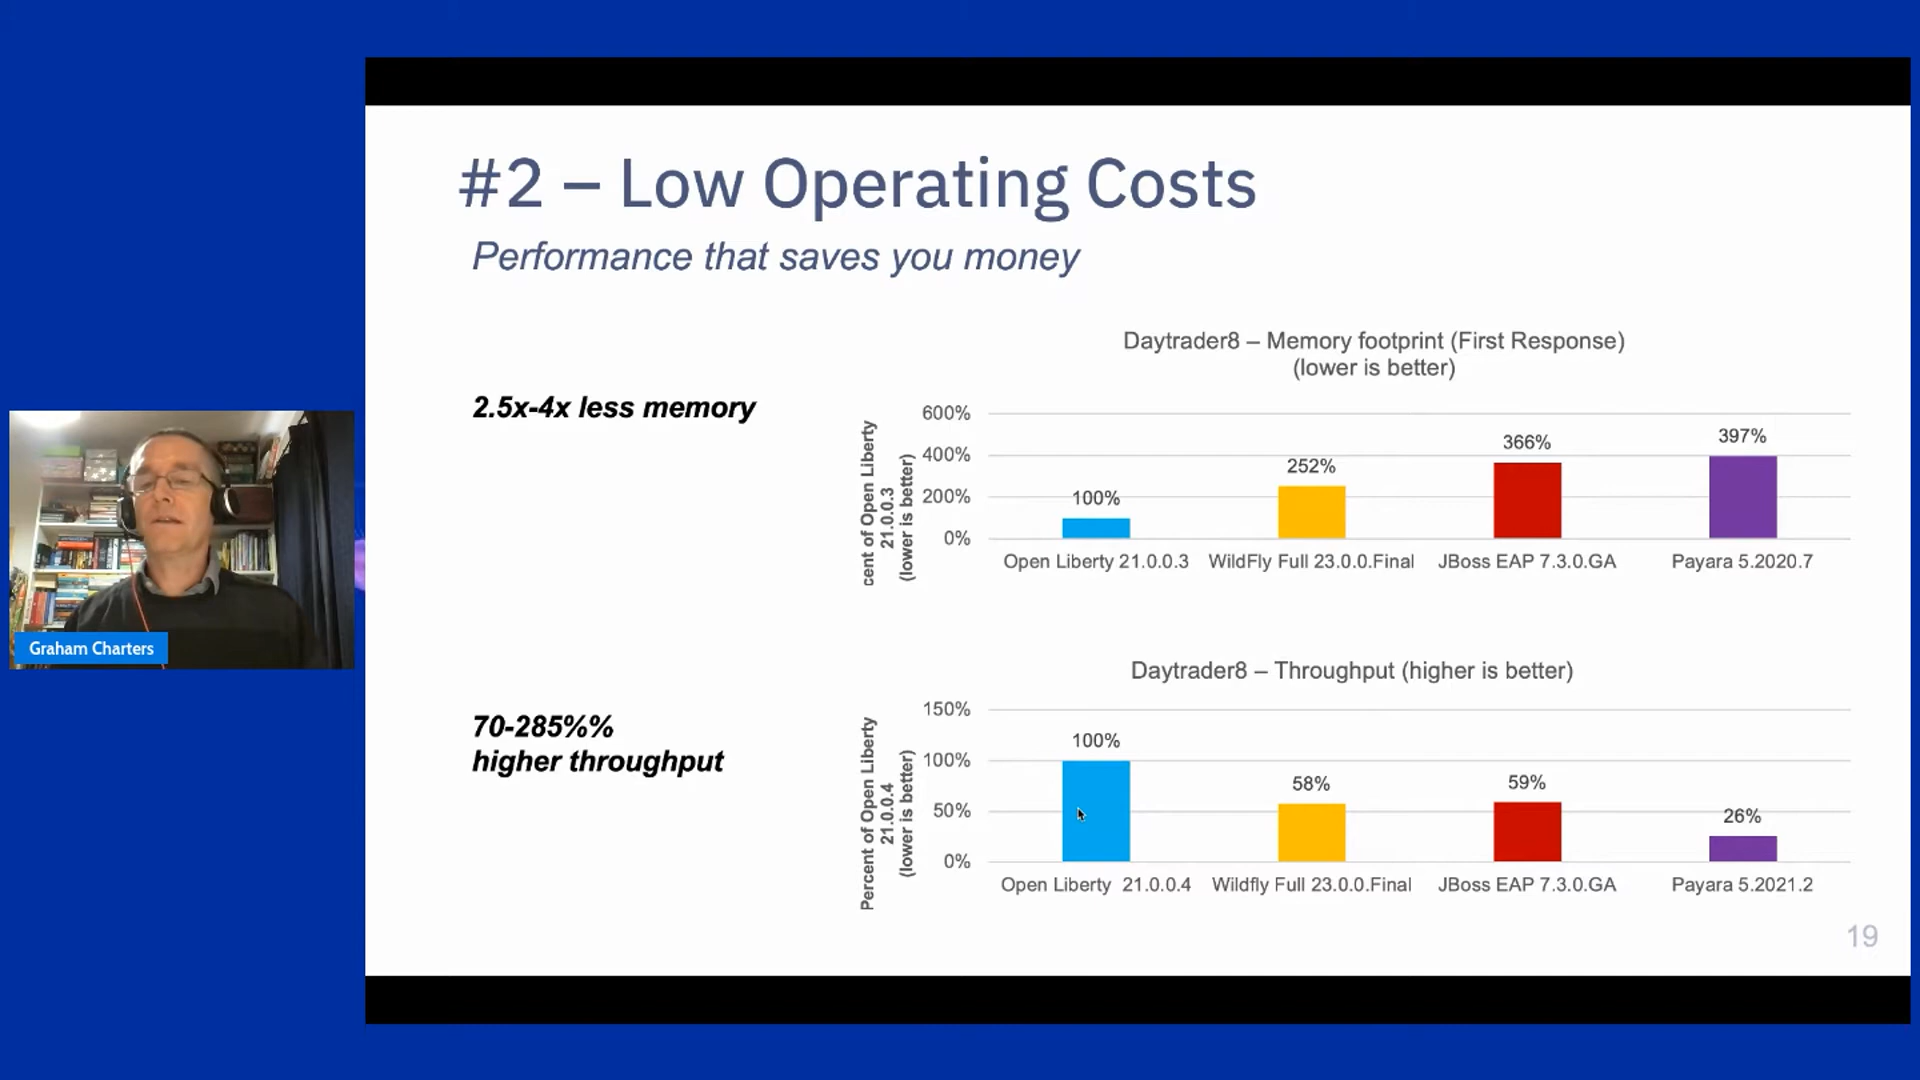 #2 – Low Operating Costs
Performance that saves you money
2.5x-4x less memory
Daytrader8 – Memory footprint (First Response)
(lower is better)
cent of Open Liberty
21.0.0.3
(lower is better)
600%
400%
200%
0%
100%
252%
366%
397%
Open Liberty 21.0.0.3
WildFly Full 23.0.0.Final
JBoss EAP 7.3.0.GA
Payara 5.2020.7
70-285%%
higher throughput
Daytrader8 – Throughput (higher is better)
Percent of Open Liberty
21.0.0.4
(lower is better)
150%
100%
50%
0%
100%
58%
59%
26%
Open Liberty 21.0.0.4
Wildfly Full 23.0.0.Final
JBoss EAP 7.3.0.GA
Payara 5.2021.2
19
Graham Charters